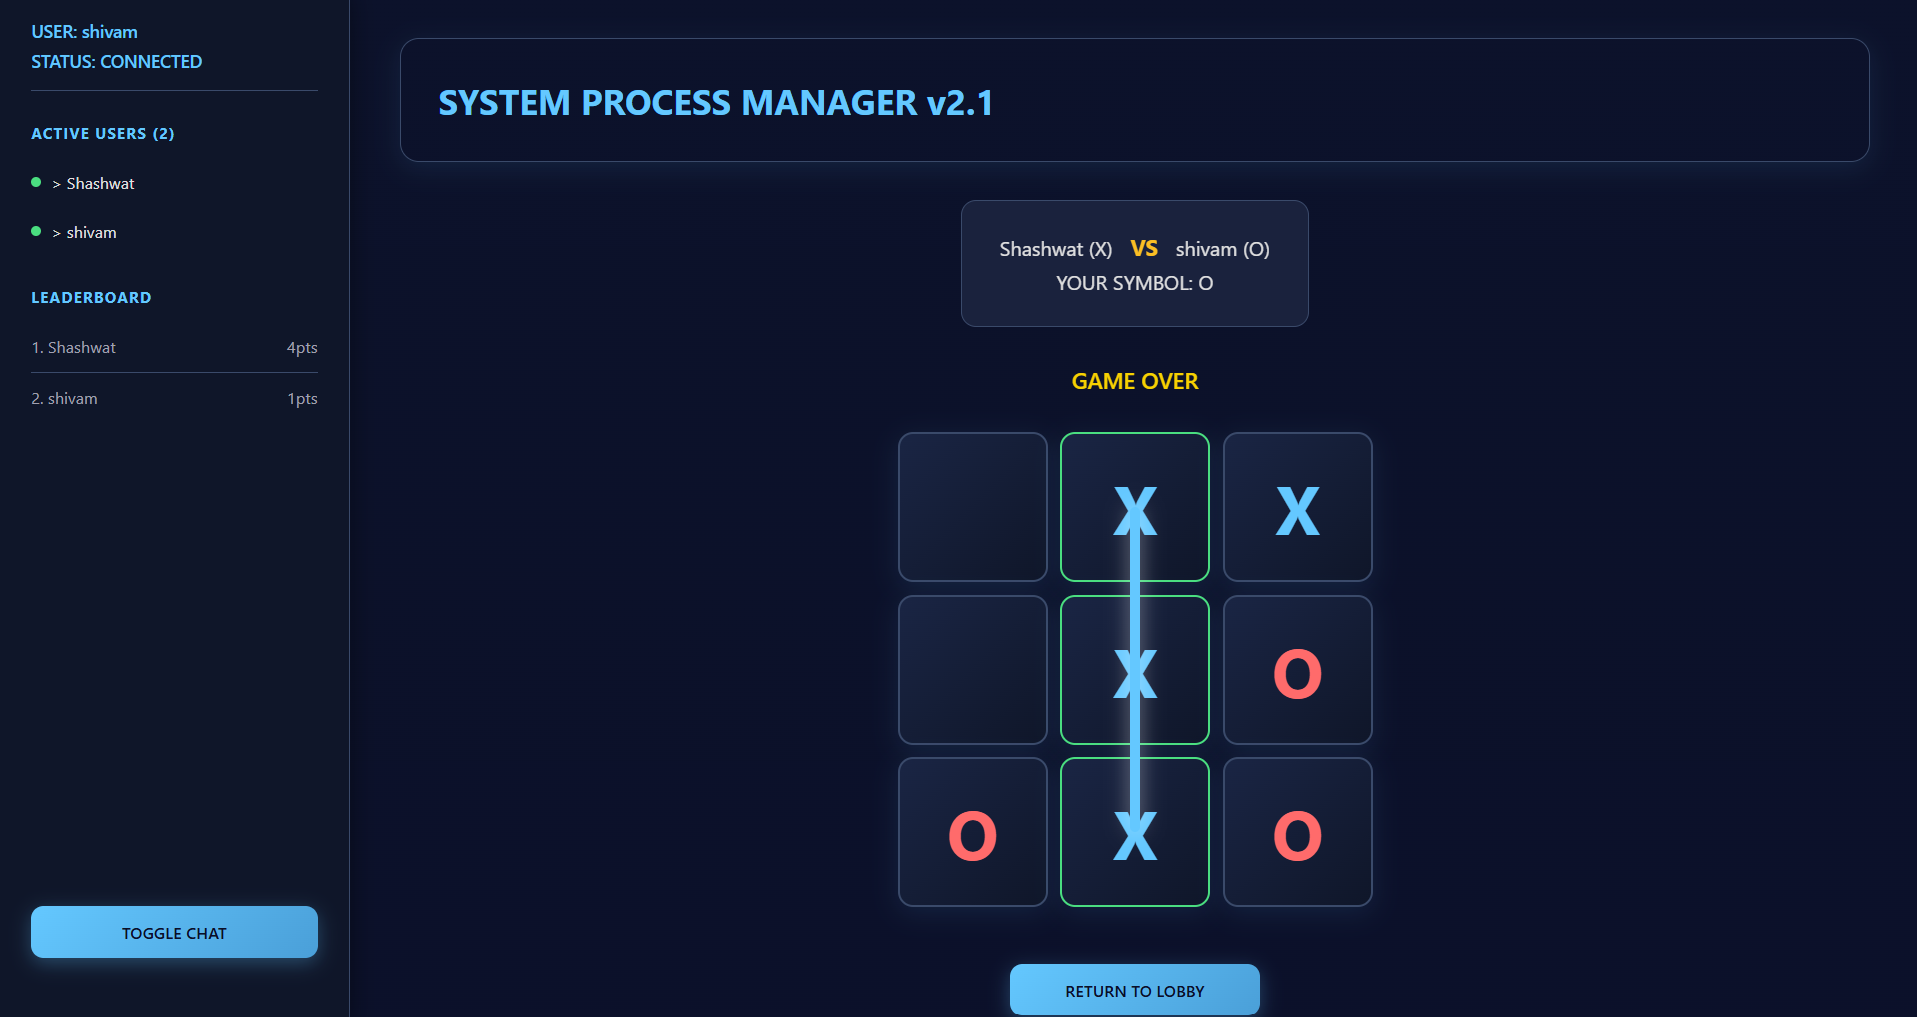 USER: shivam
STATUS: CONNECTED
ACTIVE USERS (2)
> Shashwat
> shivam
LEADERBOARD
1. Shashwat 4pts
2. shivam 1pts
TOGGLE CHAT
SYSTEM PROCESS MANAGER v2.1
Shashwat (X) VS shivam (O)
YOUR SYMBOL: O
GAME OVER
X X
X O
O X O
RETURN TO LOBBY